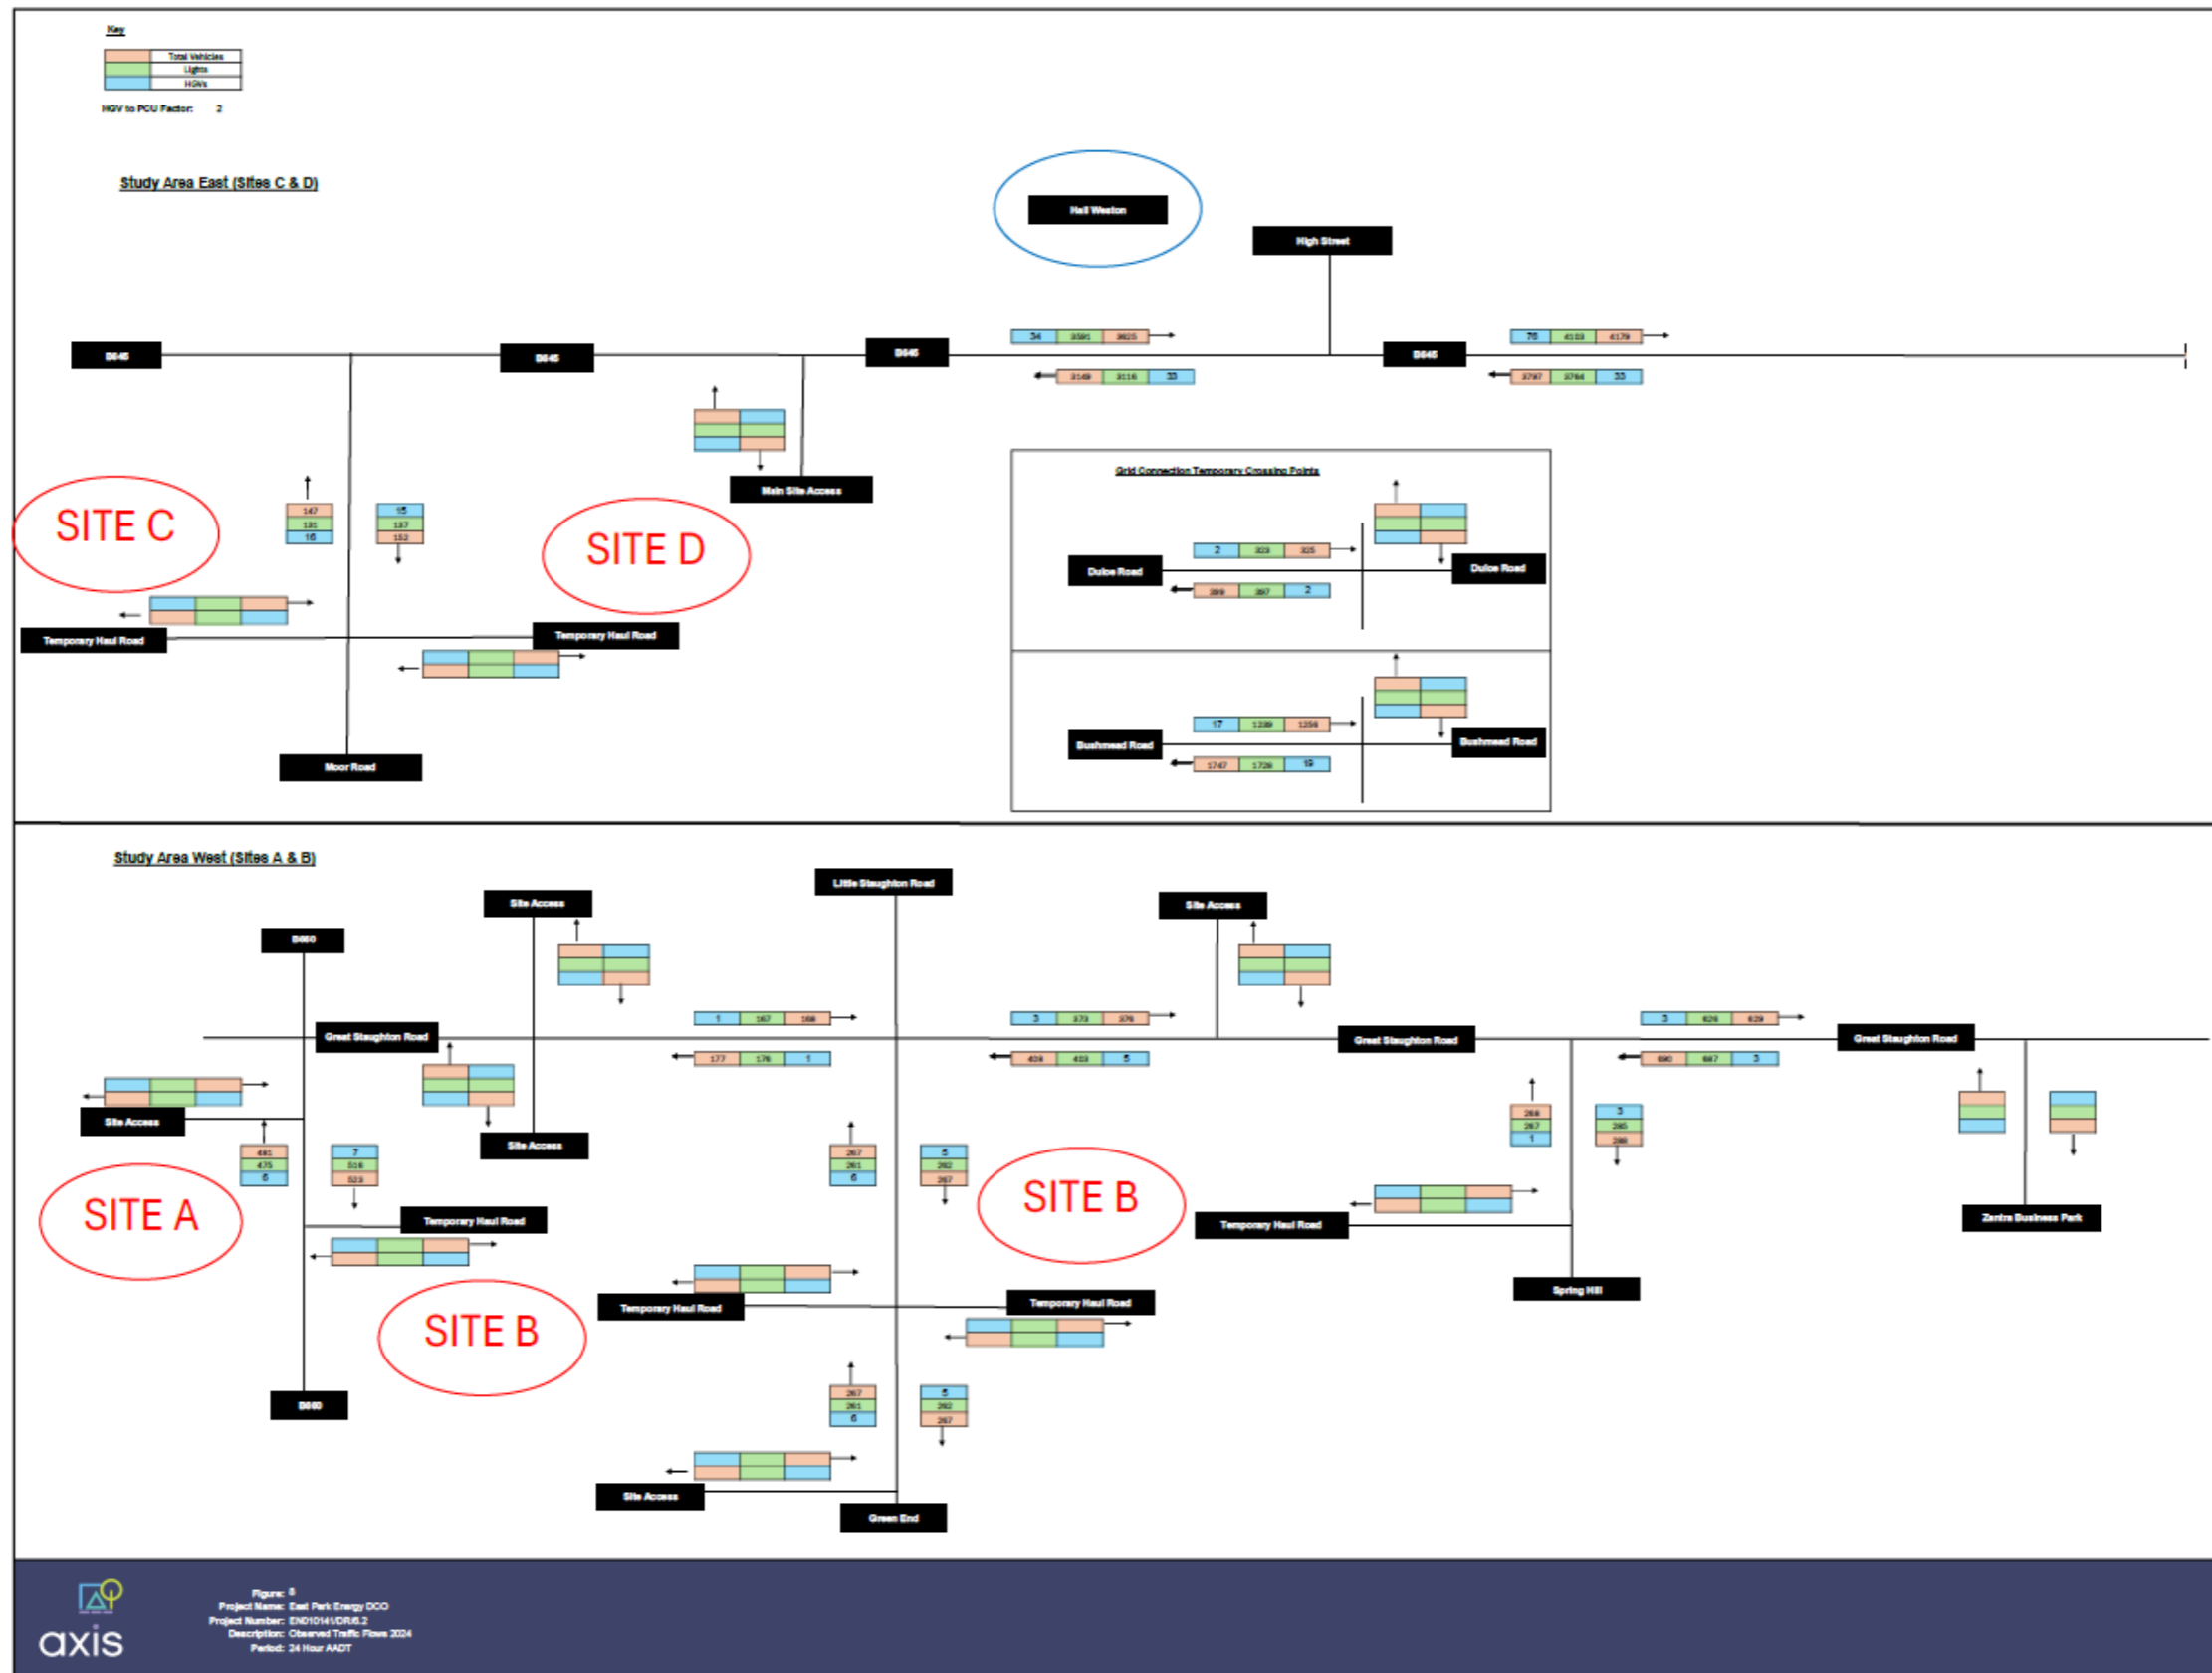 Key
Total Vehicles
Lights
HGVs
HGV to PCU Factor: 2
Study Area East (Sites C & D)
Hail Weston
High Street
34 3591 3625
76 4103 4179
B645
B645
B645
B645
3149 3116 33
3797 3764 33
Main Site Access
Grid Connection Temporary Crossing Points
SITE C
147
131
16
15
137
152
SITE D
2 323 325
Duloe Road
Duloe Road
399 397 2
Temporary Haul Road
Temporary Haul Road
17 1239 1256
Bushmead Road
Bushmead Road
1747 1728 19
Moor Road
Study Area West (Sites A & B)
Little Staughton Road
Site Access
Site Access
B660
1 167 168
3 373 376
3 626 629
Great Staughton Road
Great Staughton Road
Great Staughton Road
177 176 1
408 403 5
690 687 3
Site Access
Site Access
481
475
6
7
516
523
267
261
6
5
262
267
268
267
1
3
285
288
SITE A
SITE B
Temporary Haul Road
Temporary Haul Road
Zantra Business Park
SITE B
Temporary Haul Road
Temporary Haul Road
Spring Hill
B660
267
261
6
5
262
267
Site Access
Green End
axis
Figure: 5
Project Name: East Park Energy DCO
Project Number: EN010141/DR/6.2
Description: Observed Traffic Flows 2024
Period: 24 Hour AADT